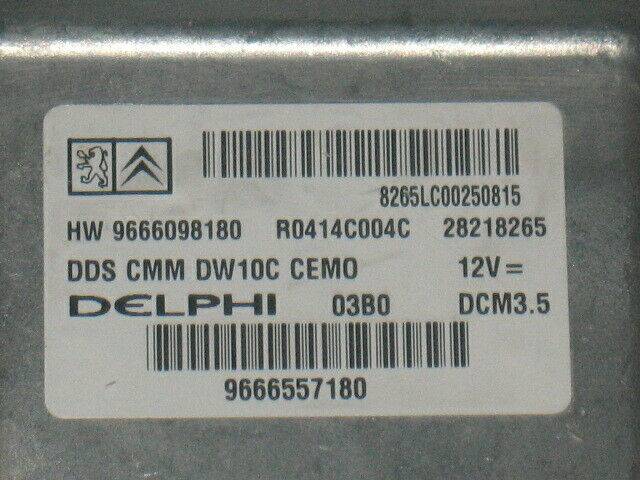 8265LC00250815
HW 9666098180 R0414C004C 28218265
DDS CMM DW10C CEMO 12V =
DELPHI 03B0 DCM3.5
9666557180